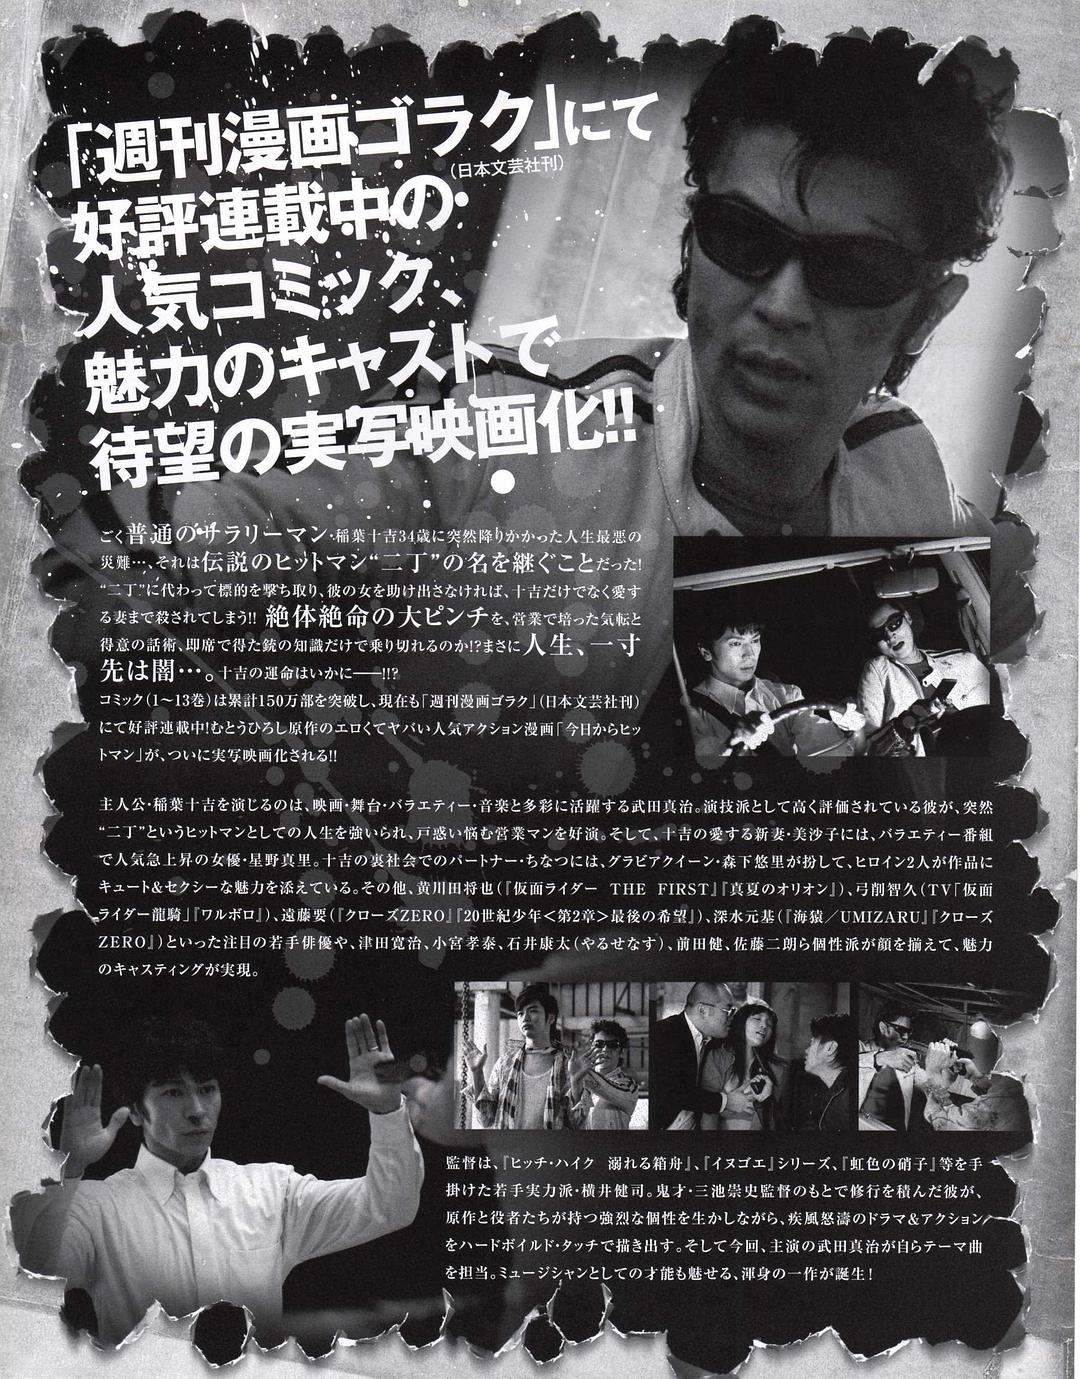 「週刊漫画ゴラク」にて
(日本文芸社刊)
好評連載中の
人気コミック、
魅力のキャストで
待望の実写映画化!!
ごく普通のサラリーマン・稲葉十吉34歳に突然降りかかった人生最悪の
災難…、それは伝説のヒットマン“二丁”の名を継ぐことだった!
“二丁”に代わって標的を撃ち取り、彼の女を助け出さなければ、十吉だけでなく愛す
る妻まで殺されてしまう!! 絶体絶命の大ピンチを、営業で培った気転と
得意の話術、即席で得た銃の知識だけで乗り切れるのか!?まさに人生、一寸
先は闇…。十吉の運命はいかに――!!?
コミック(1～13巻)は累計150万部を突破し、現在も「週刊漫画ゴラク」(日本文芸社刊)
にて好評連載中!むとうひろし原作のエロくてヤバい人気アクション漫画「今日からヒッ
トマン」が、ついに実写映画化される!!
主人公・稲葉十吉を演じるのは、映画・舞台・バラエティー・音楽と多彩に活躍する武田真治。演技派として高く評価されている彼が、突然
“二丁”というヒットマンとしての人生を強いられ、戸惑い悩む営業マンを好演。そして、十吉の愛する新妻・美沙子には、バラエティー番組
で人気急上昇の女優・星野真里。十吉の裏社会でのパートナー・ちなつには、グラビアクイーン・森下悠里が扮して、ヒロイン2人が作品に
キュート&セクシーな魅力を添えている。その他、黄川田将也(『仮面ライダー THE FIRST』『真夏のオリオン』)、弓削智久(TV「仮面
ライダー龍騎」『ワルボロ』)、遠藤要(『クローズZERO』『20世紀少年<第2章>最後の希望』)、深水元基(『海猿／UMIZARU』『クローズ
ZERO』)といった注目の若手俳優や、津田寛治、小宮孝泰、石井康太(やるせなす)、前田健、佐藤二朗ら個性派が顔を揃えて、魅力
のキャスティングが実現。
監督は、『ヒッチ・ハイク 溺れる箱舟』、『イヌゴエ』シリーズ、『虹色の硝子』等を手
掛けた若手実力派・横井健司。鬼才・三池崇史監督のもとで修行を積んだ彼が、
原作と役者たちが持つ強烈な個性を生かしながら、疾風怒濤のドラマ&アクション
をハードボイルド・タッチで描き出す。そして今回、主演の武田真治が自らテーマ曲
を担当。ミュージシャンとしての才能も魅せる、渾身の一作が誕生!